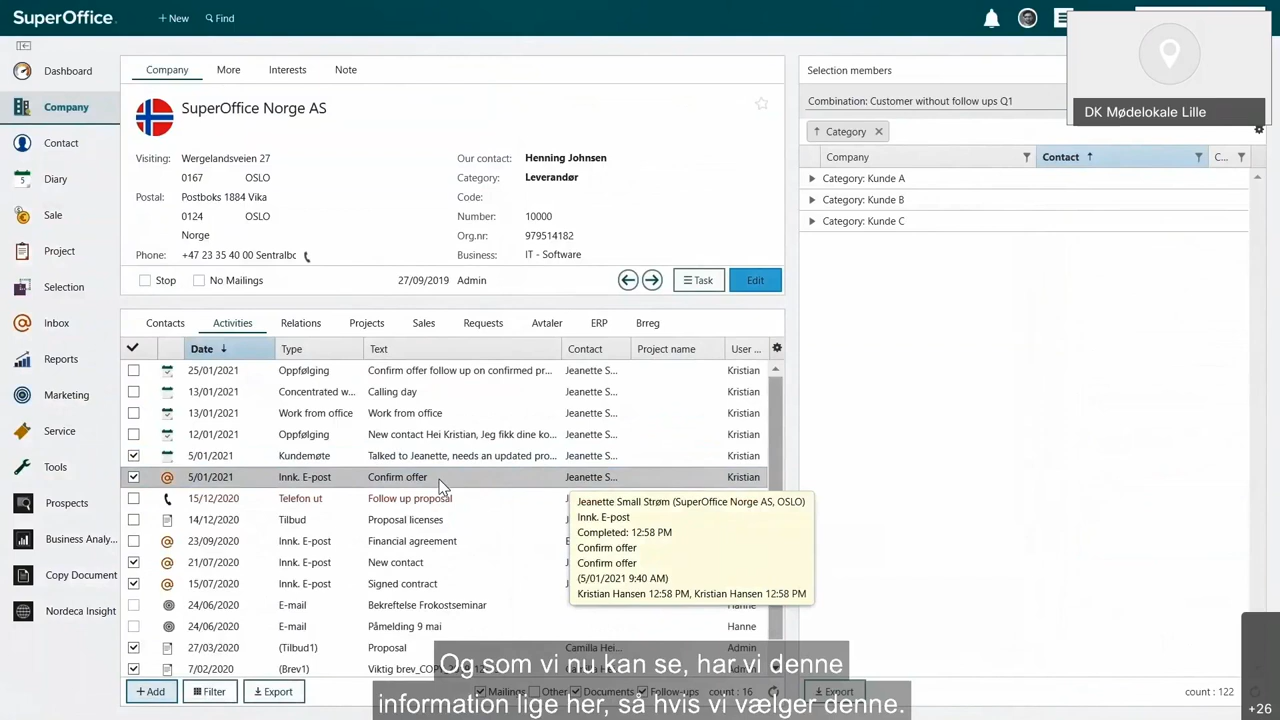 SuperOffice.
+ New
Find
DK Mødelokale Lille
Dashboard
Company
Contact
Diary
Sale
Project
Selection
Inbox
Reports
Marketing
Service
Tools
Prospects
Business Analy...
Copy Document
Nordeca Insight
Company More Interests Note
SuperOffice Norge AS
Visiting: Wergelandsveien 27
0167 OSLO
Postal: Postboks 1884 Vika
0124 OSLO
Norge
Phone: +47 23 35 40 00 Sentralbo
Our contact: Henning Johnsen
Category: Leverandør
Code:
Number: 10000
Org.nr: 979514182
Business: IT - Software
Stop No Mailings 27/09/2019 Admin Task Edit
Contacts Activities Relations Projects Sales Requests Avtaler ERP Brreg
Date ↓ Type Text Contact Project name User ...
25/01/2021 Oppfølging Confirm offer follow up on confirmed pr... Jeanette S... Kristian
13/01/2021 Concentrated w... Calling day Jeanette S... Kristian
13/01/2021 Work from office Work from office Jeanette S... Kristian
12/01/2021 Oppfølging New contact Hei Kristian, Jeg fikk dine ko... Jeanette S... Kristian
5/01/2021 Kundemøte Talked to Jeanette, needs an updated pro... Jeanette S... Kristian
5/01/2021 Innk. E-post Confirm offer Jeanette S... Kristian
15/12/2020 Telefon ut Follow up proposal
14/12/2020 Tilbud Proposal licenses
23/09/2020 Innk. E-post Financial agreement
21/07/2020 Innk. E-post New contact
15/07/2020 Innk. E-post Signed contract
24/06/2020 E-mail Bekreftelse Frokostseminar Hanne
24/06/2020 E-mail Påmelding 9 mai Hanne
27/03/2020 (Tilbud1) Proposal Camilla Hei... Admin
7/02/2020 (Brev1) Viktig brev_COPY
Jeanette Small Strøm (SuperOffice Norge AS, OSLO)
Innk. E-post
Completed: 12:58 PM
Confirm offer
Confirm offer
(5/01/2021 9:40 AM)
Kristian Hansen 12:58 PM, Kristian Hansen 12:58 PM
+ Add Filter Export Mailings Other Documents Follow-ups count : 16
Selection members
Combination: Customer without follow ups Q1
↑ Category
Company Contact ↑ C...
Category: Kunde A
Category: Kunde B
Category: Kunde C
Export count : 122
+26
Og som vi nu kan se, har vi denne
information lige her, så hvis vi vælger denne.